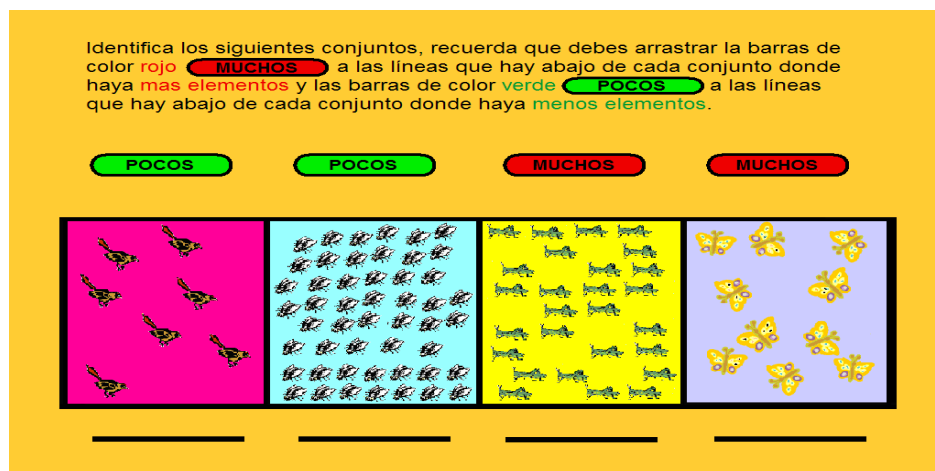 Identifica los siguientes conjuntos, recuerda que debes arrastrar la barras de
color rojo MUCHOS a las líneas que hay abajo de cada conjunto donde
haya mas elementos y las barras de color verde POCOS a las líneas
que hay abajo de cada conjunto donde haya menos elementos.
POCOS POCOS MUCHOS MUCHOS